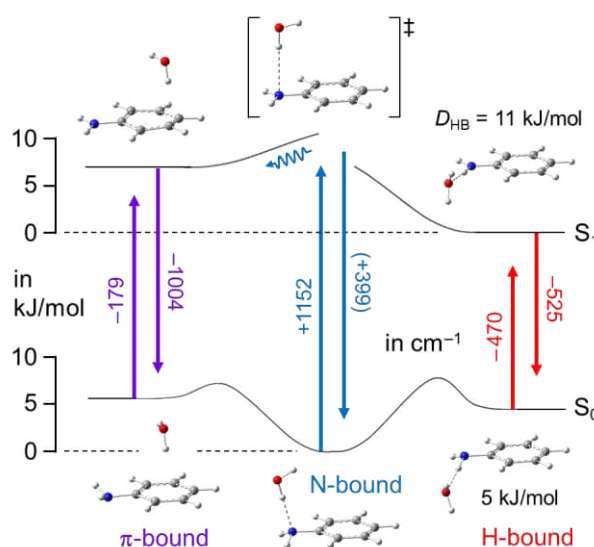 ‡
D_HB = 11 kJ/mol
10
5
0
S₁
−179
−1004
+1152
(+399)
−470
−525
in
kJ/mol
in cm⁻¹
10
5
0
S₀
π-bound
N-bound
5 kJ/mol
H-bound